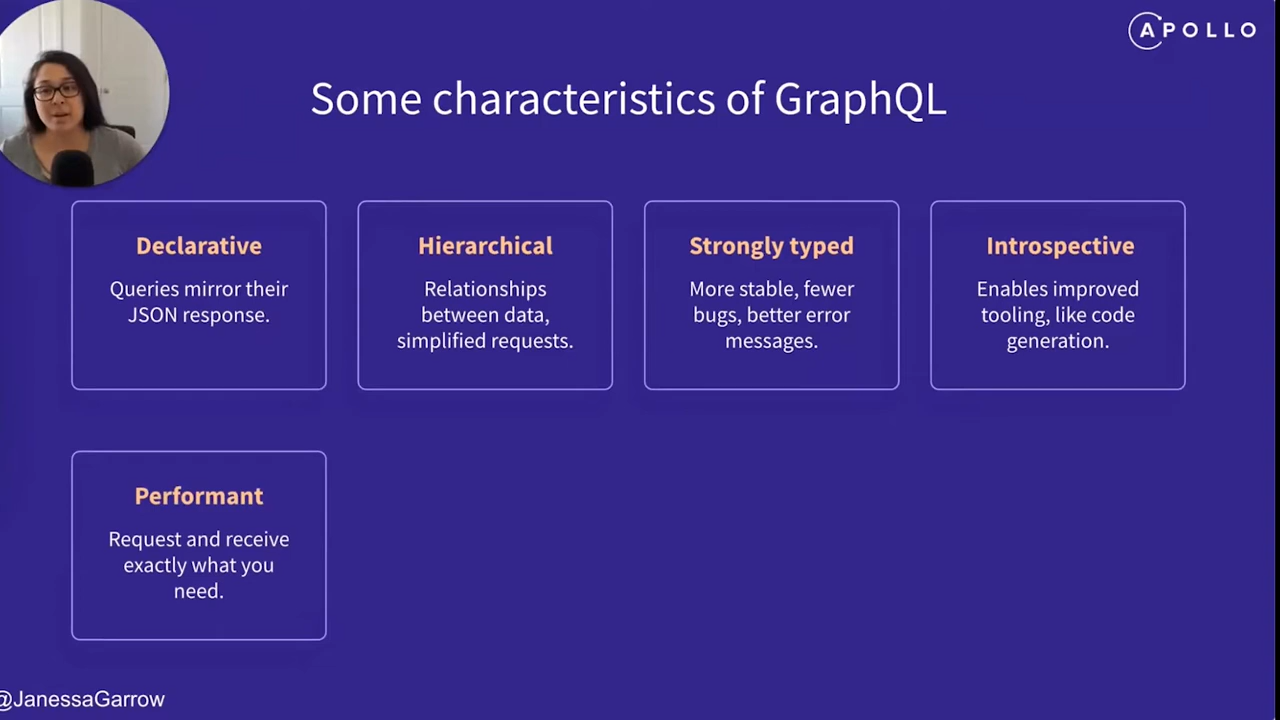 APOLLO
Some characteristics of GraphQL
Declarative
Queries mirror their
JSON response.
Hierarchical
Relationships
between data,
simplified requests.
Strongly typed
More stable, fewer
bugs, better error
messages.
Introspective
Enables improved
tooling, like code
generation.
Performant
Request and receive
exactly what you
need.
@JanessaGarrow